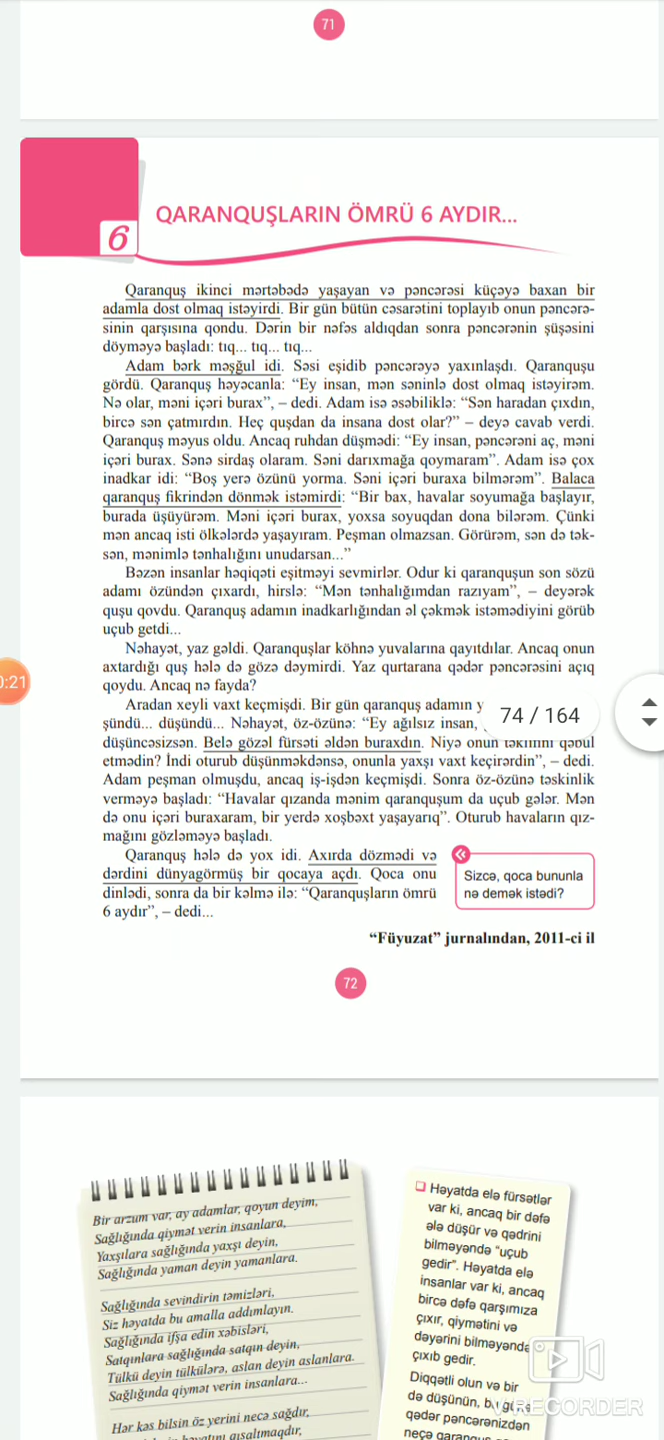 71
6
QARANQUŞLARIN ÖMRÜ 6 AYDIR...
Qaranquş ikinci mərtəbədə yaşayan və pəncərəsi küçəyə baxan bir
adamla dost olmaq istəyirdi. Bir gün bütün cəsarətini toplayıb onun pəncərə-
sinin qarşısına qondu. Dərin bir nəfəs aldıqdan sonra pəncərənin şüşəsini
döyməyə başladı: tıq... tıq... tıq...
Adam bərk məşğul idi. Səsi eşidib pəncərəyə yaxınlaşdı. Qaranquşu
gördü. Qaranquş həyəcanla: “Ey insan, mən səninlə dost olmaq istəyirəm.
Nə olar, məni içəri burax”, – dedi. Adam isə əsəbiliklə: “Sən haradan çıxdın,
bircə sən çatmırdın. Heç quşdan da insana dost olar?” – deyə cavab verdi.
Qaranquş məyus oldu. Ancaq ruhdan düşmədi: “Ey insan, pəncərəni aç, məni
içəri burax. Sənə sirdaş olaram. Səni darıxmağa qoymaram”. Adam isə çox
inadkar idi: “Boş yerə özünü yorma. Səni içəri buraxa bilmərəm”. Balaca
qaranquş fikrindən dönmək istəmirdi: “Bir bax, havalar soyumağa başlayır,
burada üşüyürəm. Məni içəri burax, yoxsa soyuqdan dona bilərəm. Çünki
mən ancaq isti ölkələrdə yaşayıram. Peşman olmazsan. Görürəm, sən də tək-
sən, mənimlə tənhalığını unudarsan...”
Bəzən insanlar həqiqəti eşitməyi sevmirlər. Odur ki qaranquşun son sözü
adamı özündən çıxardı, hirslə: “Mən tənhalığımdan razıyam”, – deyərək
quşu qovdu. Qaranquş adamın inadkarlığından əl çəkmək istəmədiyini görüb
uçub getdi...
Nəhayət, yaz gəldi. Qaranquşlar köhnə yuvalarına qayıtdılar. Ancaq onun
axtardığı quş hələ də gözə dəymirdi. Yaz qurtarana qədər pəncərəsini açıq
qoydu. Ancaq nə fayda?
0:21
Aradan xeyli vaxt keçmişdi. Bir gün qaranquş adamın y
şündü... düşündü... Nəhayət, öz-özünə: “Ey ağılsız insan,
74 / 164
düşüncəsizsən. Belə gözəl fürsəti əldən buraxdın. Niyə onun təklifini qəbul
etmədin? İndi oturub düşünməkdənsə, onunla yaxşı vaxt keçirərdin”, – dedi.
Adam peşman olmuşdu, ancaq iş-işdən keçmişdi. Sonra öz-özünə təskinlik
verməyə başladı: “Havalar qızanda mənim qaranquşum da uçub gələr. Mən
də onu içəri buraxaram, bir yerdə xoşbəxt yaşayarıq”. Oturub havaların qız-
mağını gözləməyə başladı.
Qaranquş hələ də yox idi. Axırda dözmədi və
dərdini dünyagörmüş bir qocaya açdı. Qoca onu
dinlədi, sonra da bir kəlmə ilə: “Qaranquşların ömrü
6 aydır”, – dedi...
Sizcə, qoca bununla
nə demək istədi?
“Füyuzat” jurnalından, 2011-ci il
72
Bir arzum var, ay adamlar, qoyun deyim,
Sağlığında qiymət verin insanlara,
Yaxşılara sağlığında yaxşı deyin,
Sağlığında yaman deyin yamanlara.
Sağlığında sevindirin təmizləri,
Siz həyatda bu amalla addımlayın.
Sağlığında ifşa edin xəbisləri,
Satqınlara sağlığında satqın deyin,
Tülkü deyin tülkülərə, aslan deyin aslanlara.
Sağlığında qiymət verin insanlara...
Hər kəs bilsin öz yerini necə sağdır,
Həyatda elə fürsətlər
var ki, ancaq bir dəfə
ələ düşür və qədrini
bilməyəndə “uçub
gedir”. Həyatda elə
insanlar var ki, ancaq
bircə dəfə qarşımıza
çıxır, qiymətini və
dəyərini bilməyəndə
çıxıb gedir.
Diqqətli olun və bir
də düşünün, bu günə
qədər pəncərənizdən
neçə
RECORDER